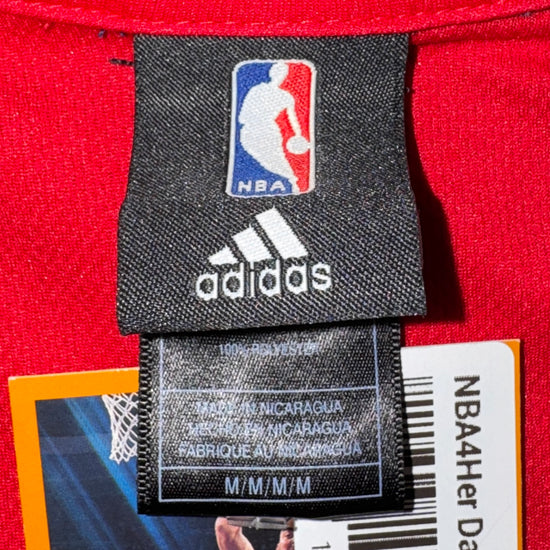 NBA
adidas
100% POLYESTER
MADE IN NICARAGUA
HECHO EN NICARAGUA
FABRIQUE AU NICARAGUA
M/M/M/M
NBA4Her Da